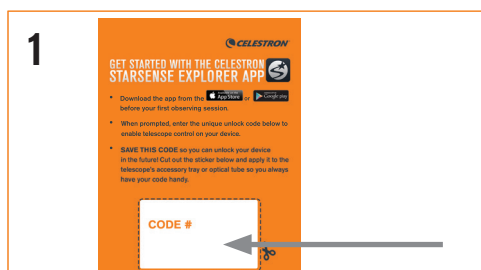 1
CELESTRON
GET STARTED WITH THE CELESTRON
STARSENSE EXPLORER APP
• Download the app from the App Store or Google play
before your first observing session.
• When prompted, enter the unique unlock code below to
enable telescope control on your device.
• SAVE THIS CODE so you can unlock your device
in the future! Cut out the sticker below and apply it to the
telescope's accessory tray or optical tube so you always
have your code handy.
CODE #